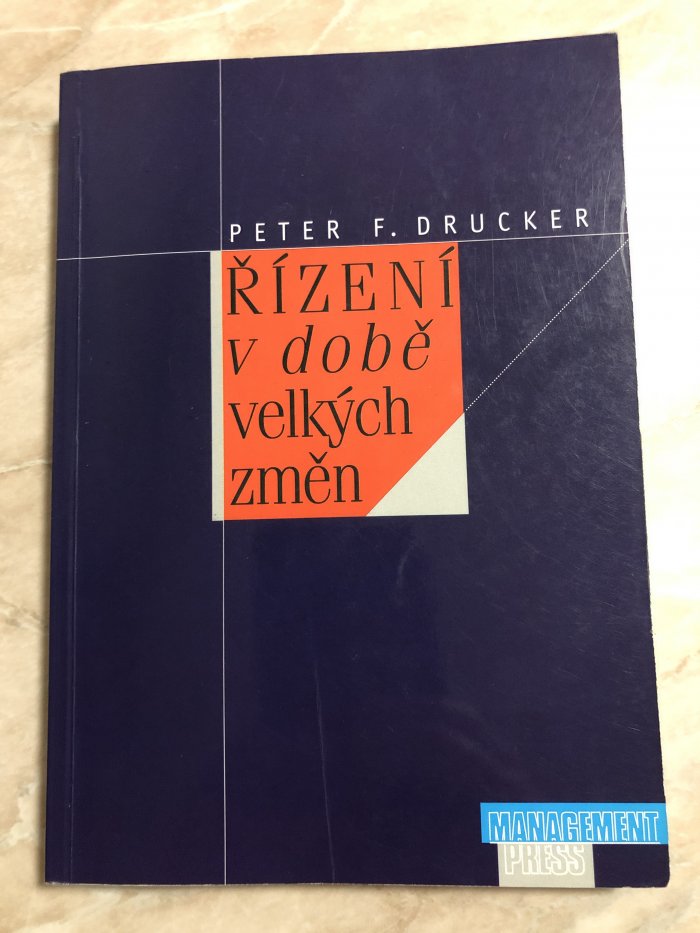 PETER F. DRUCKER
ŘÍZENÍ
v době
velkých
změn
MANAGEMENT
PRESS